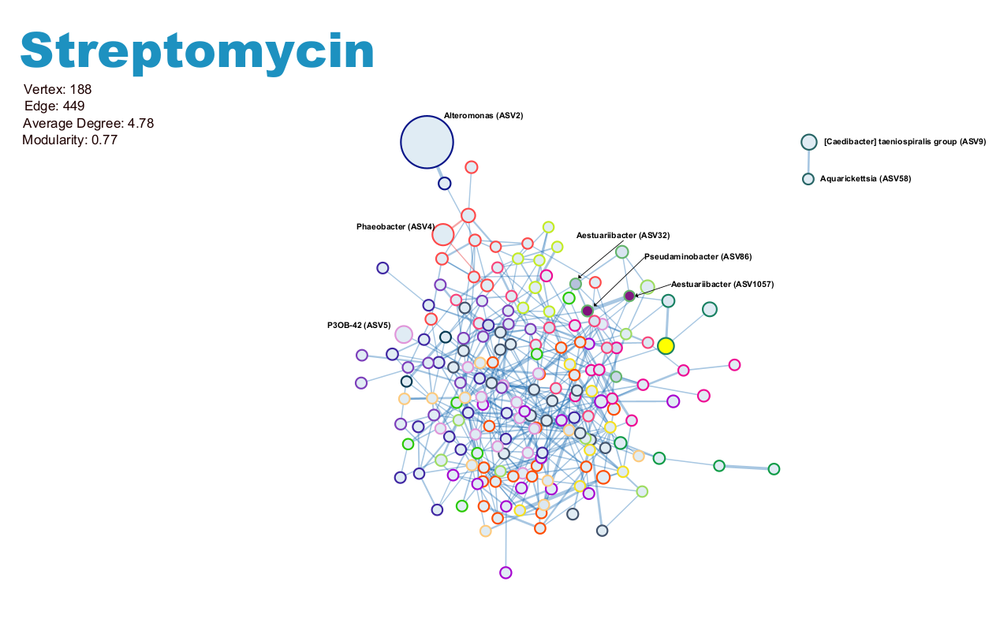 Streptomycin
Vertex: 188
Edge: 449
Average Degree: 4.78
Modularity: 0.77
Alteromonas (ASV2)
[Caedibacter] taeniospiralis group (ASV9)
Aquarickettsia (ASV58)
Phaeobacter (ASV4)
Aestuariibacter (ASV32)
Pseudaminobacter (ASV86)
Aestuariibacter (ASV1057)
P3OB-42 (ASV5)